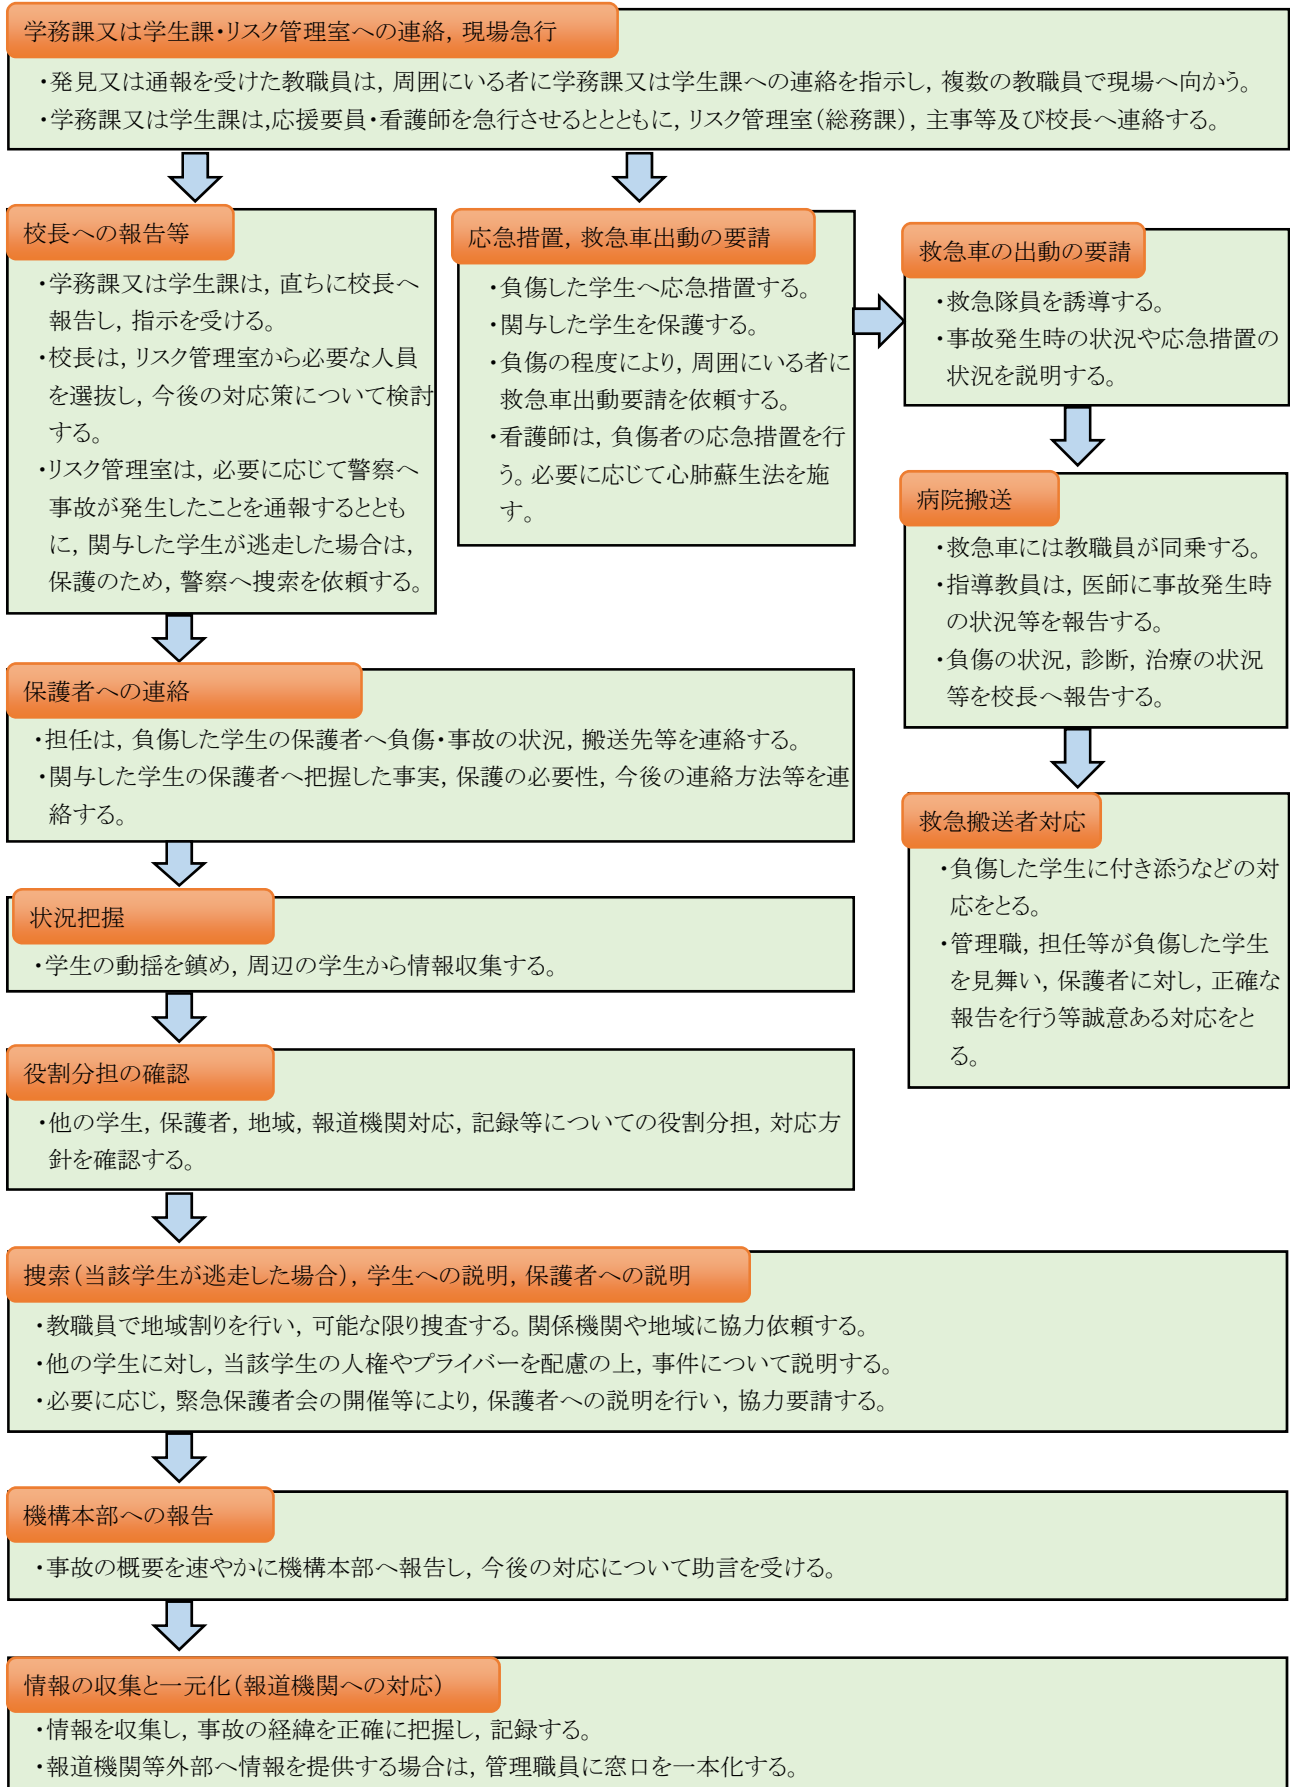 学務課又は学生課・リスク管理室への連絡, 現場急行
・発見又は通報を受けた教職員は, 周囲にいる者に学務課又は学生課への連絡を指示し, 複数の教職員で現場へ向かう。
・学務課又は学生課は,応援要員・看護師を急行させるととともに, リスク管理室(総務課), 主事等及び校長へ連絡する。
校長への報告等
・学務課又は学生課は, 直ちに校長へ
報告し, 指示を受ける。
・校長は, リスク管理室から必要な人員
を選抜し, 今後の対応策について検討
する。
・リスク管理室は, 必要に応じて警察へ
事故が発生したことを通報するととも
に, 関与した学生が逃走した場合は,
保護のため, 警察へ捜索を依頼する。
応急措置, 救急車出動の要請
・負傷した学生へ応急措置する。
・関与した学生を保護する。
・負傷の程度により, 周囲にいる者に
救急車出動要請を依頼する。
・看護師は, 負傷者の応急措置を行
う。必要に応じて心肺蘇生法を施
す。
救急車の出動の要請
・救急隊員を誘導する。
・事故発生時の状況や応急措置の
状況を説明する。
病院搬送
・救急車には教職員が同乗する。
・指導教員は, 医師に事故発生時
の状況等を報告する。
・負傷の状況, 診断, 治療の状況
等を校長へ報告する。
救急搬送者対応
・負傷した学生に付き添うなどの対
応をとる。
・管理職, 担任等が負傷した学生
を見舞い, 保護者に対し, 正確な
報告を行う等誠意ある対応をと
る。
保護者への連絡
・担任は, 負傷した学生の保護者へ負傷・事故の状況, 搬送先等を連絡する。
・関与した学生の保護者へ把握した事実, 保護の必要性, 今後の連絡方法等を連
絡する。
状況把握
・学生の動揺を鎮め, 周辺の学生から情報収集する。
役割分担の確認
・他の学生, 保護者, 地域, 報道機関対応, 記録等についての役割分担, 対応方
針を確認する。
捜索(当該学生が逃走した場合), 学生への説明, 保護者への説明
・教職員で地域割りを行い, 可能な限り捜査する。関係機関や地域に協力依頼する。
・他の学生に対し, 当該学生の人権やプライバーを配慮の上, 事件について説明する。
・必要に応じ, 緊急保護者会の開催等により, 保護者への説明を行い, 協力要請する。
機構本部への報告
・事故の概要を速やかに機構本部へ報告し, 今後の対応について助言を受ける。
情報の収集と一元化(報道機関への対応)
・情報を収集し, 事故の経緯を正確に把握し, 記録する。
・報道機関等外部へ情報を提供する場合は, 管理職員に窓口を一本化する。